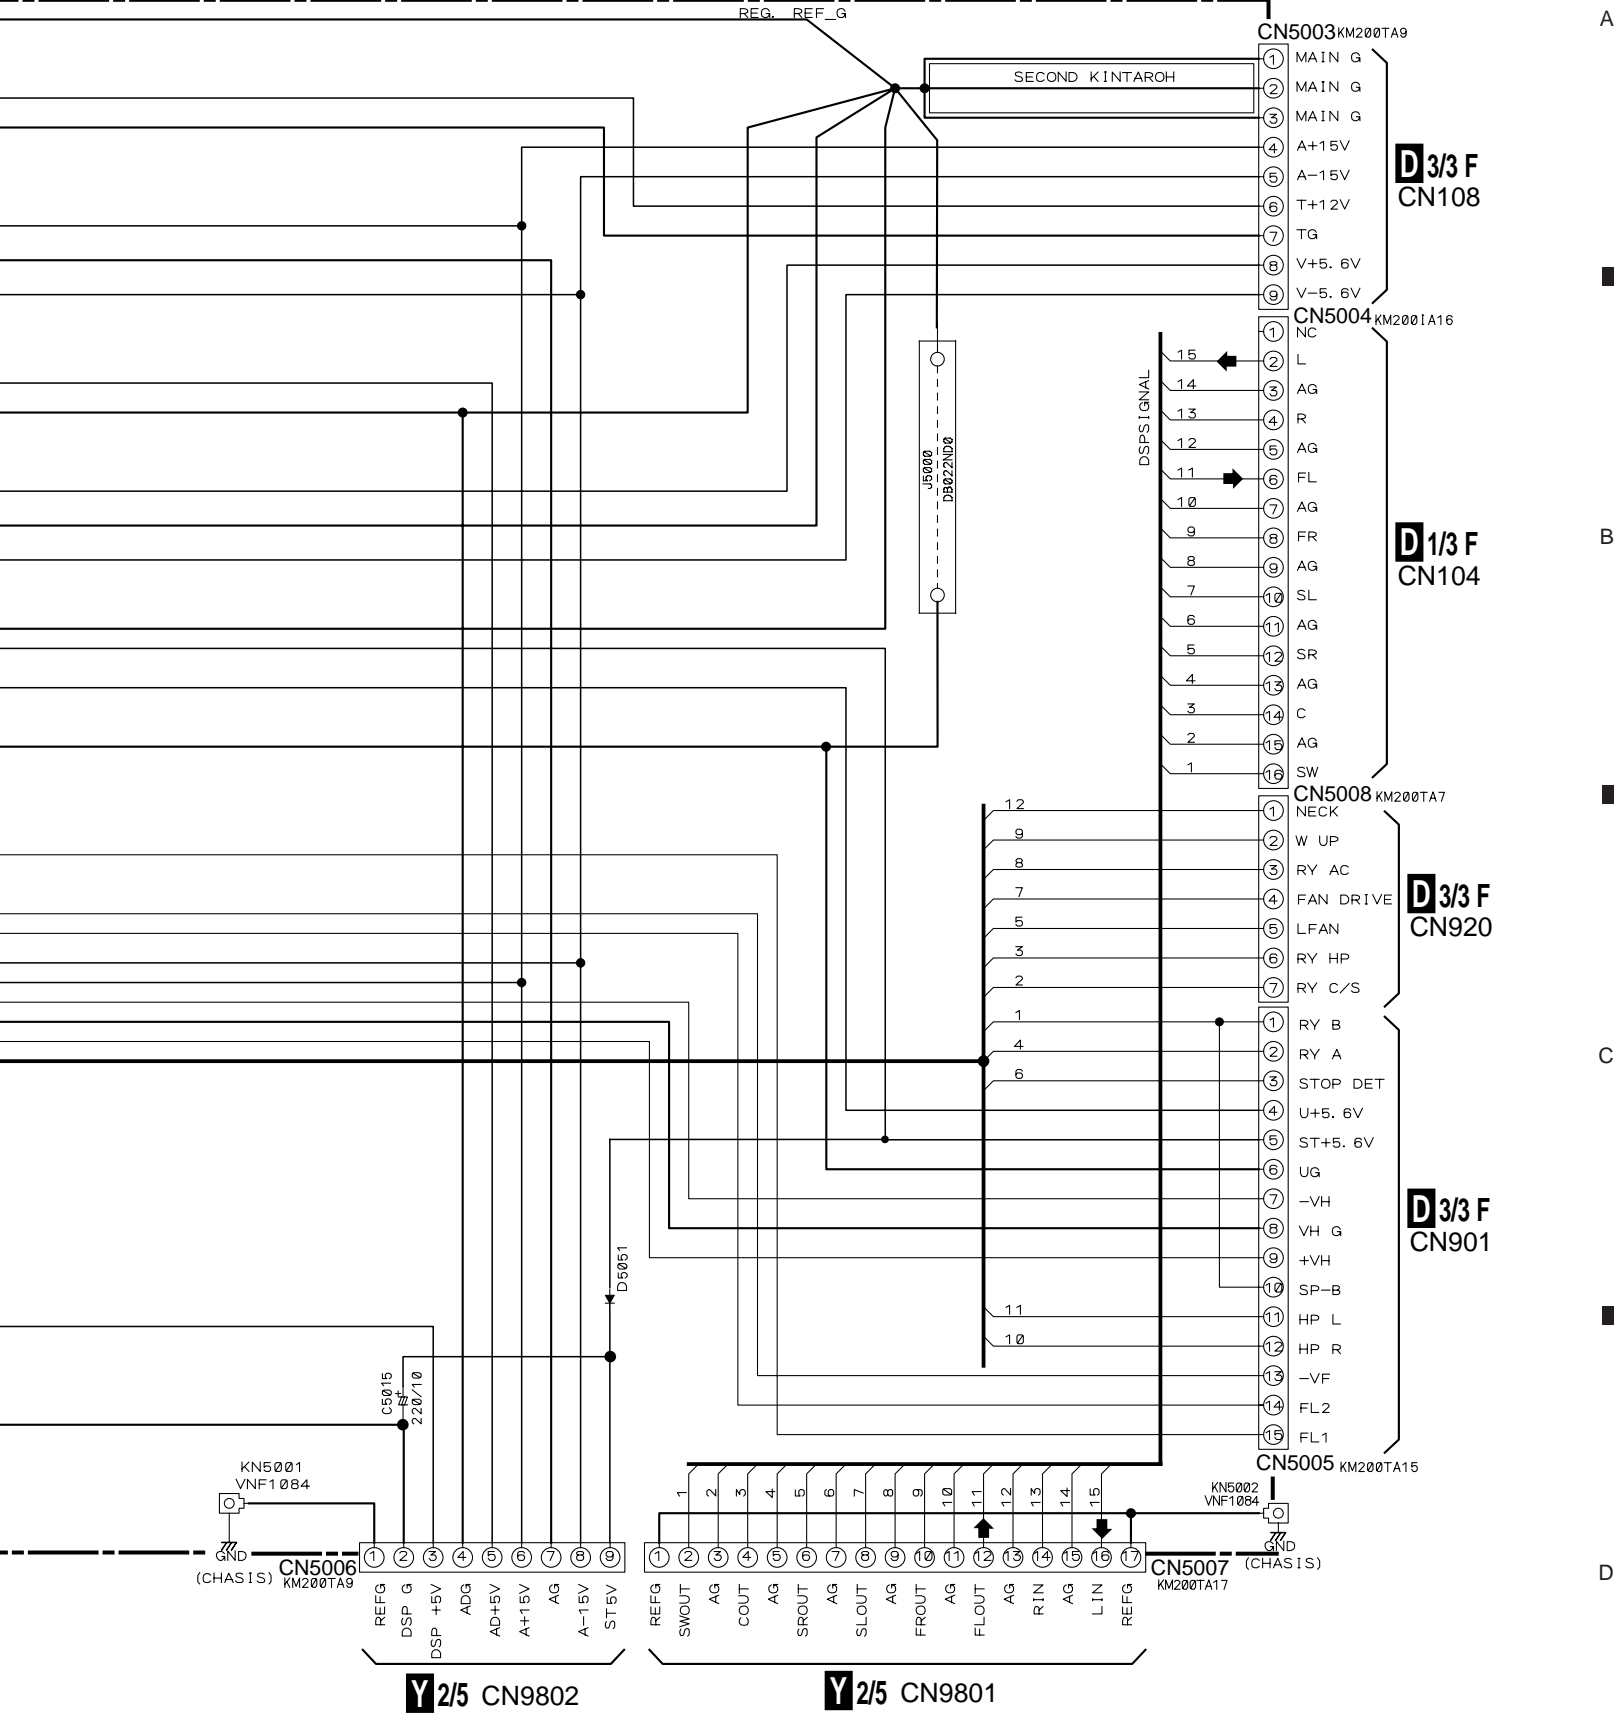 REG. REF_G
A
CN5003 KM200TA9
1 MAIN G
SECOND KINTAROH
2 MAIN G
3 MAIN G
4 A+15V
5 A-15V
6 T+12V
7 TG
8 V+5.6V
9 V-5.6V
D 3/3 F
CN108
CN5004 KM200IA16
1 NC
15 2 L
14 3 AG
13 4 R
12 5 AG
11 6 FL
10 7 AG
9 8 FR
8 9 AG
7 10 SL
6 11 AG
5 12 SR
4 13 AG
3 14 C
2 15 AG
1 16 SW
DSPSIGNAL
J5000
DB022ND0
D 1/3 F
CN104
B
CN5008 KM200TA7
12 1 NECK
9 2 W UP
8 3 RY AC
7 4 FAN DRIVE
5 5 LFAN
3 6 RY HP
2 7 RY C/S
D 3/3 F
CN920
1 1 RY B
4 2 RY A
6 3 STOP DET
4 U+5.6V
5 ST+5.6V
6 UG
7 -VH
8 VH G
9 +VH
10 SP-B
11 11 HP L
10 12 HP R
13 -VF
14 FL2
15 FL1
C
D 3/3 F
CN901
CN5005 KM200TA15
D5051
C5015
+
220/10
KN5001
VNF1084
GND
(CHASIS)
KN5002
VNF1084
GND
(CHASIS)
1 2 3 4 5 6 7 8 9 10 11 12 13 14 15
CN5006
KM200TA9
1 2 3 4 5 6 7 8 9
REFG
DSP G
DSP +5V
ADG
AD+5V
A+15V
AG
A-15V
ST5V
1 2 3 4 5 6 7 8 9 10 11 12 13 14 15 16 17
CN5007
KM200TA17
REFG
SWOUT
AG
COUT
AG
SROUT
AG
SLOUT
AG
FROUT
AG
FLOUT
AG
RIN
AG
LIN
REFG
D
Y 2/5 CN9802
Y 2/5 CN9801